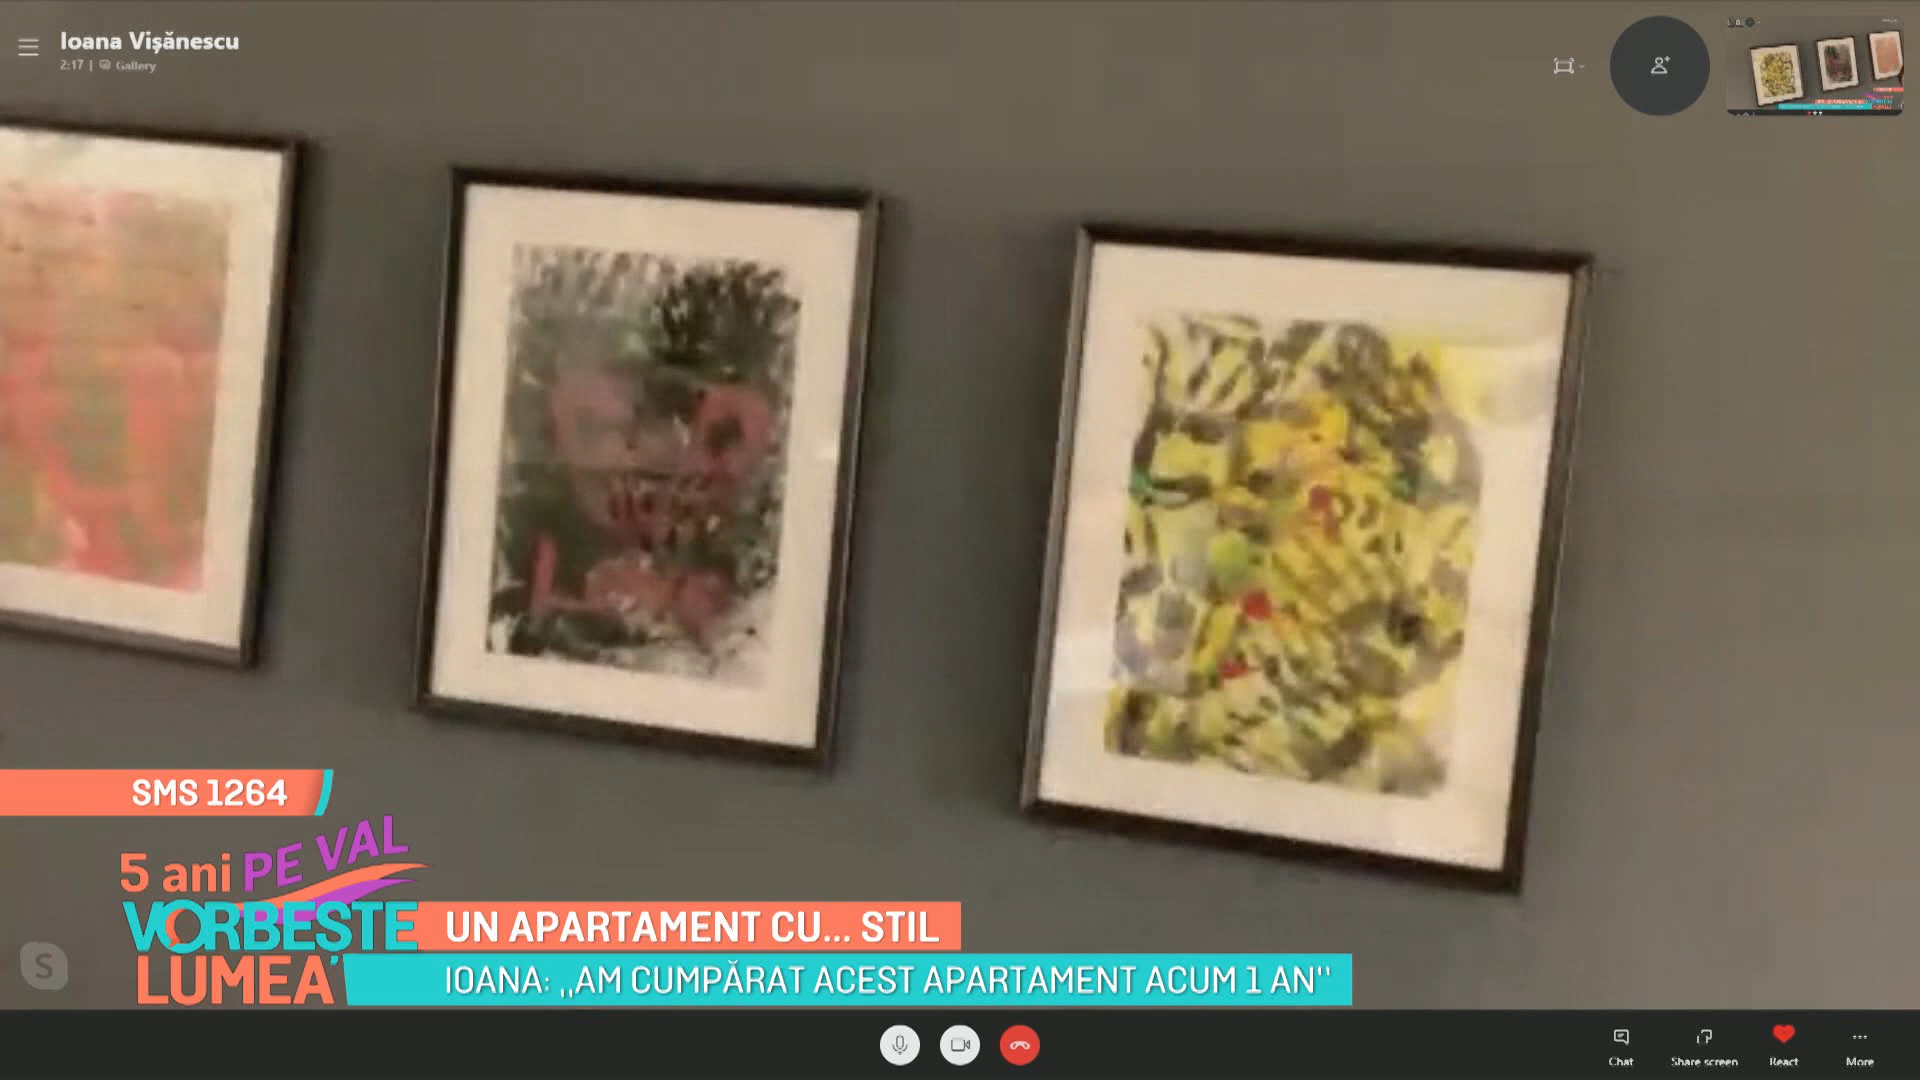 Ioana Vișănescu
2:17 | Gallery
SMS 1264
5 ani PE VAL
VORBEȘTE
LUMEA
UN APARTAMENT CU... STIL
IOANA: ,,AM CUMPĂRAT ACEST APARTAMENT ACUM 1 AN''
S
Chat
Share screen
React
More